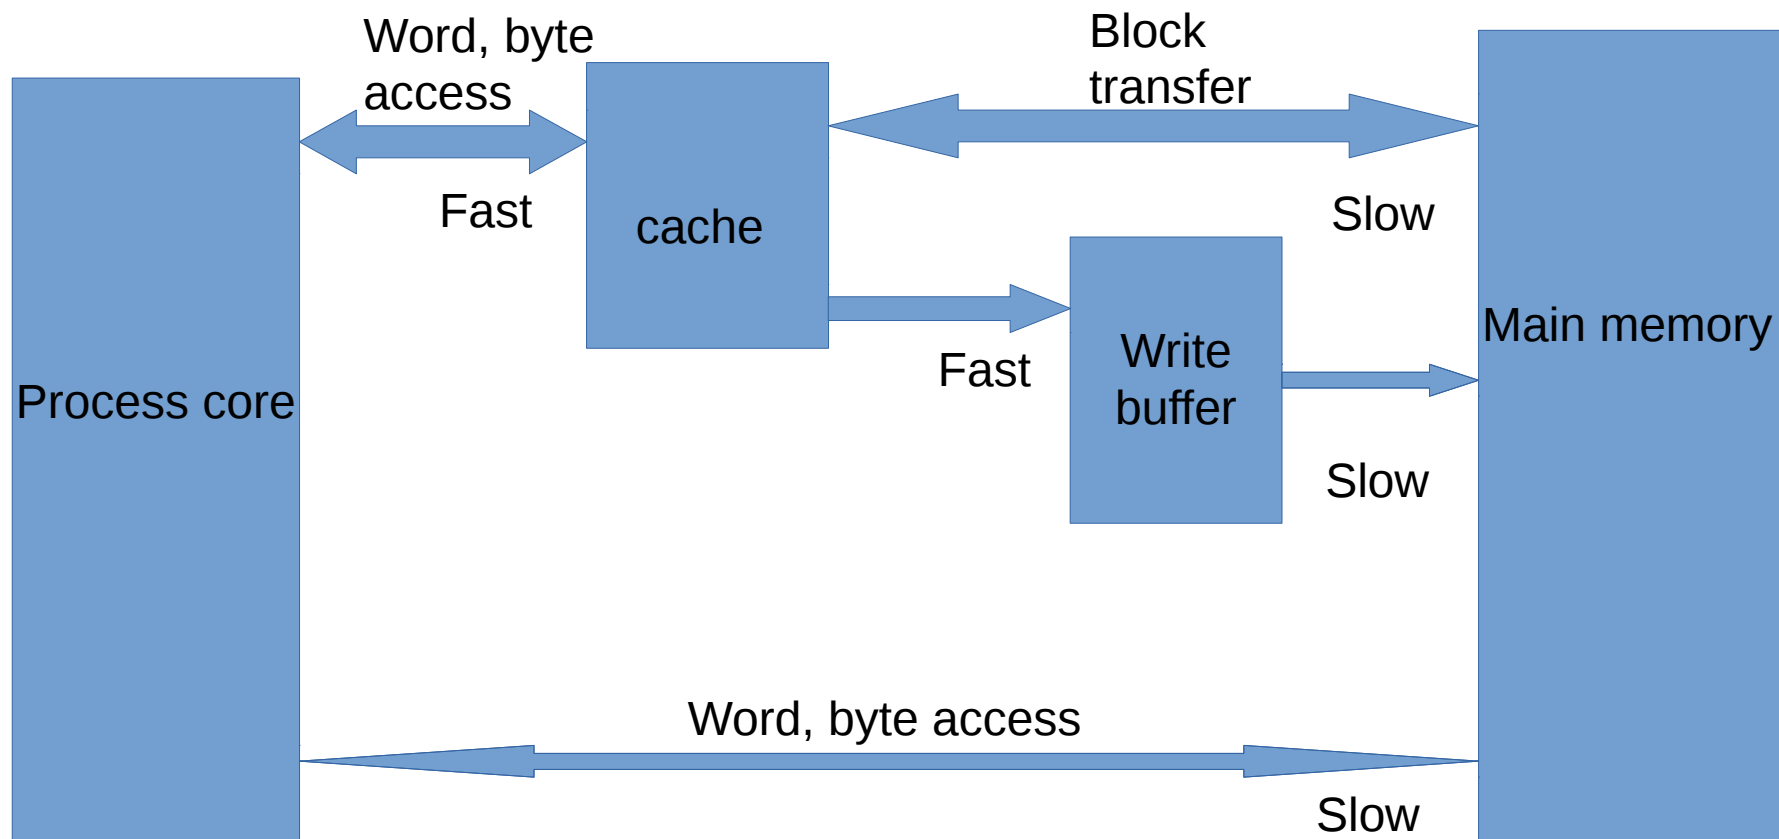 Word, byte
access
Block
transfer
Fast
cache
Slow
Process core
Fast
Write
buffer
Main memory
Slow
Word, byte access
Slow